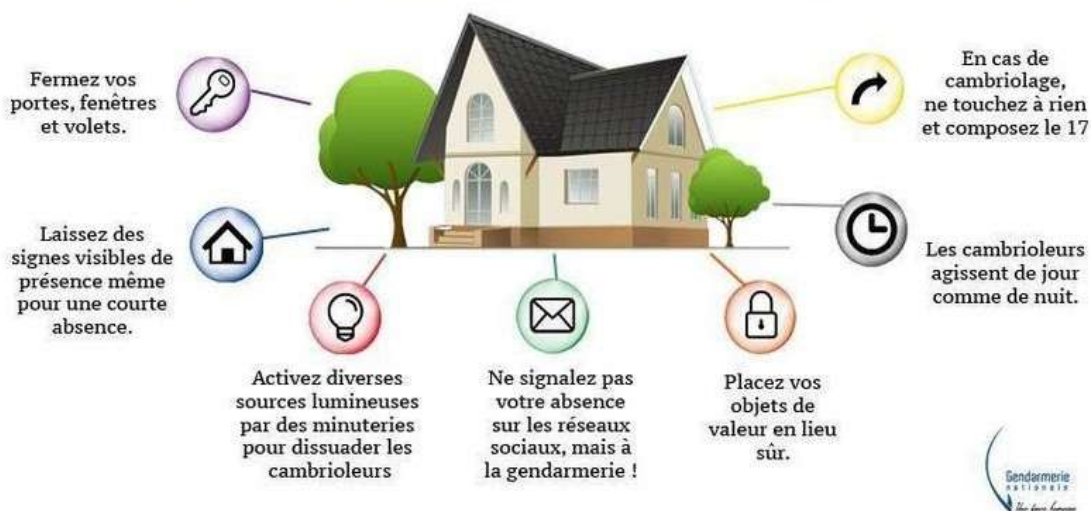 Fermez vos
portes, fenêtres
et volets.
Laissez des
signes visibles de
présence même
pour une courte
absence.
Activez diverses
sources lumineuses
par des minuteries
pour dissuader les
cambrioleurs
Ne signalez pas
votre absence
sur les réseaux
sociaux, mais à
la gendarmerie !
Placez vos
objets de
valeur en lieu
sûr.
Les cambrioleurs
agissent de jour
comme de nuit.
En cas de
cambriolage,
ne touchez à rien
et composez le 17
Gendarmerie
nationale